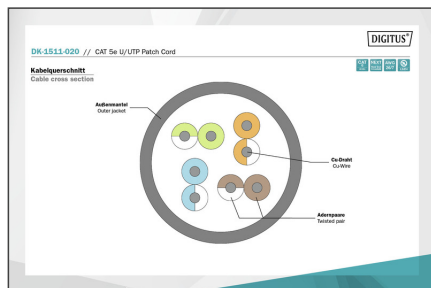 DIGITUS®
DK-1511-020 // CAT 5e U/UTP Patch Cord
Kabelquerschnitt
Cable cross section
Außenmantel
Outer jacket
Cu-Draht
Cu-Wire
Adernpaare
Twisted pair